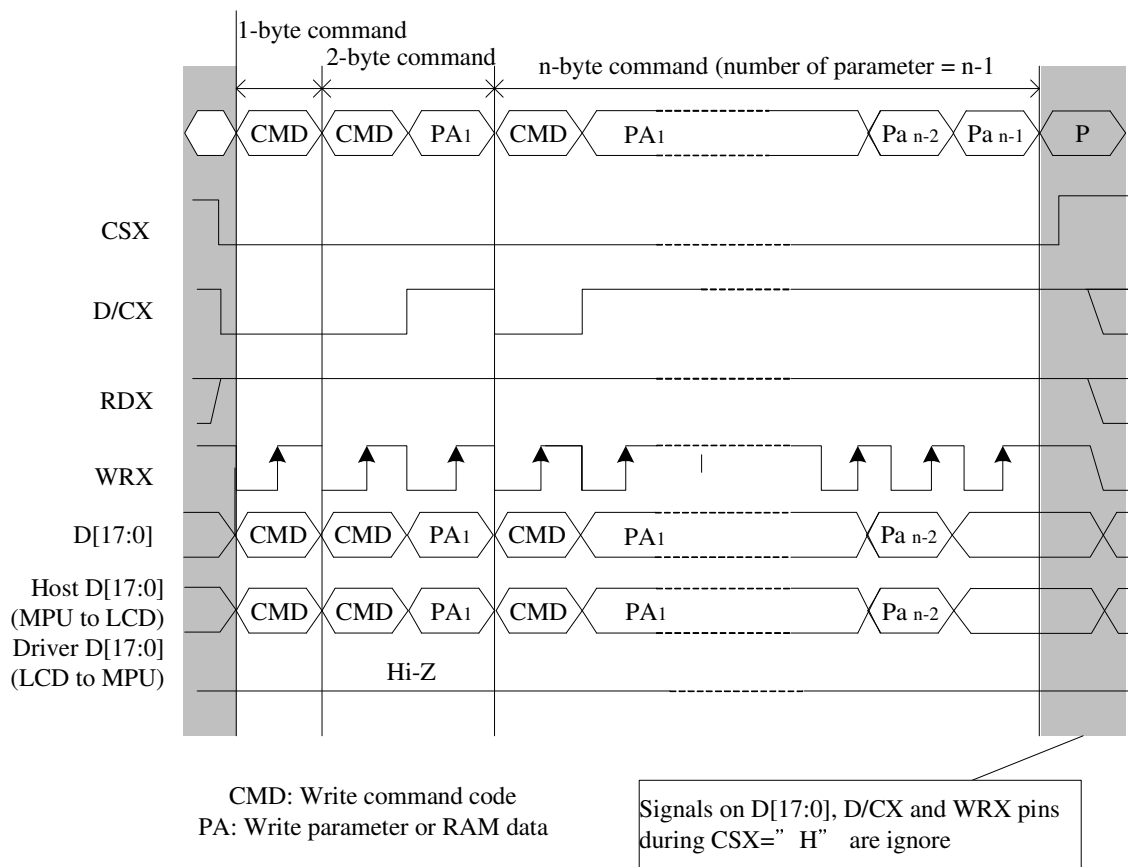 1-byte command
2-byte command
n-byte command (number of parameter = n-1
CMD CMD PA1 CMD PA1 Pa n-2 Pa n-1 P
CSX
D/CX
RDX
WRX
D[17:0] CMD CMD PA1 CMD PA1 Pa n-2
Host D[17:0]
(MPU to LCD) CMD CMD PA1 CMD PA1 Pa n-2
Driver D[17:0]
(LCD to MPU) Hi-Z
CMD: Write command code
PA: Write parameter or RAM data
Signals on D[17:0], D/CX and WRX pins
during CSX=” H” are ignore